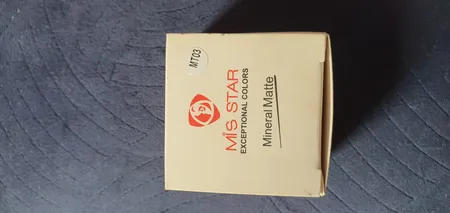 MT03
MiS STAR
EXCEPTIONAL COLORS
Mineral Matte